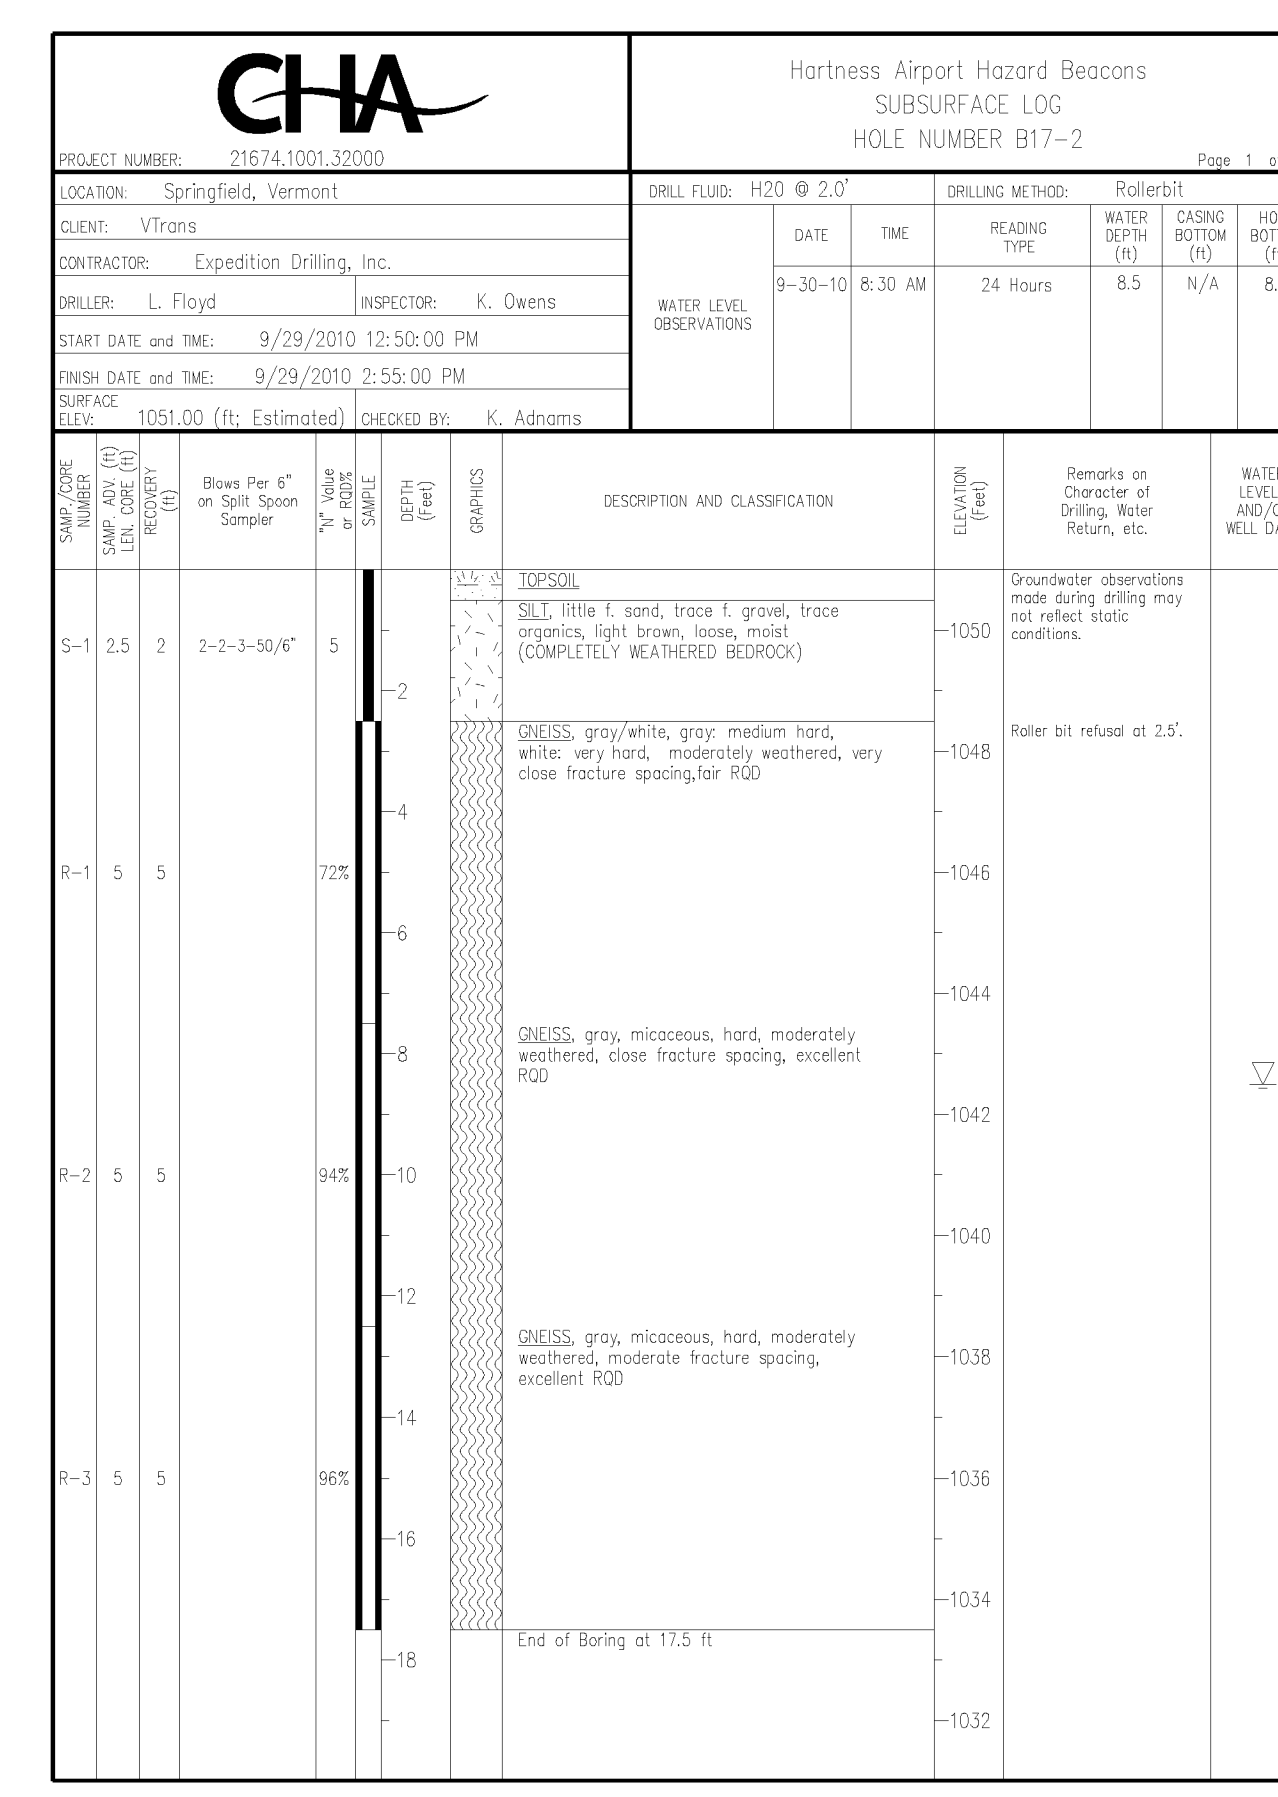 CHA
PROJECT NUMBER: 21674.1001.32000
Hartness Airport Hazard Beacons
SUBSURFACE LOG
HOLE NUMBER B17-2
Page 1
LOCATION: Springfield, Vermont
CLIENT: VTrans
CONTRACTOR: Expedition Drilling, Inc.
DRILLER: L. Floyd
INSPECTOR: K. Owens
START DATE and TIME: 9/29/2010 12:50:00 PM
FINISH DATE and TIME: 9/29/2010 2:55:00 PM
SURFACE
ELEV: 1051.00 (ft; Estimated)
CHECKED BY: K. Adnams
DRILL FLUID: H20 @ 2.0'
DRILLING METHOD: Rollerbit
WATER LEVEL
OBSERVATIONS
DATE
TIME
READING
TYPE
WATER
DEPTH
(ft)
CASING
BOTTOM
(ft)
9-30-10 8:30 AM 24 Hours 8.5 N/A
SAMP./CORE
NUMBER
SAMP. ADV. (ft)
LEN. CORE (ft)
RECOVERY
(ft)
Blows Per 6"
on Split Spoon
Sampler
"N" Value
or RQD%
SAMPLE
DEPTH
(Feet)
GRAPHICS
DESCRIPTION AND CLASSIFICATION
ELEVATION
(Feet)
Remarks on
Character of
Drilling, Water
Return, etc.
TOPSOIL
SILT, little f. sand, trace f. gravel, trace
organics, light brown, loose, moist
(COMPLETELY WEATHERED BEDROCK)
Groundwater observations
made during drilling may
not reflect static
conditions.
1050
S-1 2.5 2 2-2-3-50/6" 5
2
GNEISS, gray/white, gray: medium hard,
white: very hard, moderately weathered, very
close fracture spacing,fair RQD
Roller bit refusal at 2.5'.
1048
4
R-1 5 5 72%
1046
6
1044
GNEISS, gray, micaceous, hard, moderately
weathered, close fracture spacing, excellent
RQD
8
1042
R-2 5 5 94%
10
1040
12
GNEISS, gray, micaceous, hard, moderately
weathered, moderate fracture spacing,
excellent RQD
1038
14
R-3 5 5 96%
1036
16
1034
End of Boring at 17.5 ft
18
1032